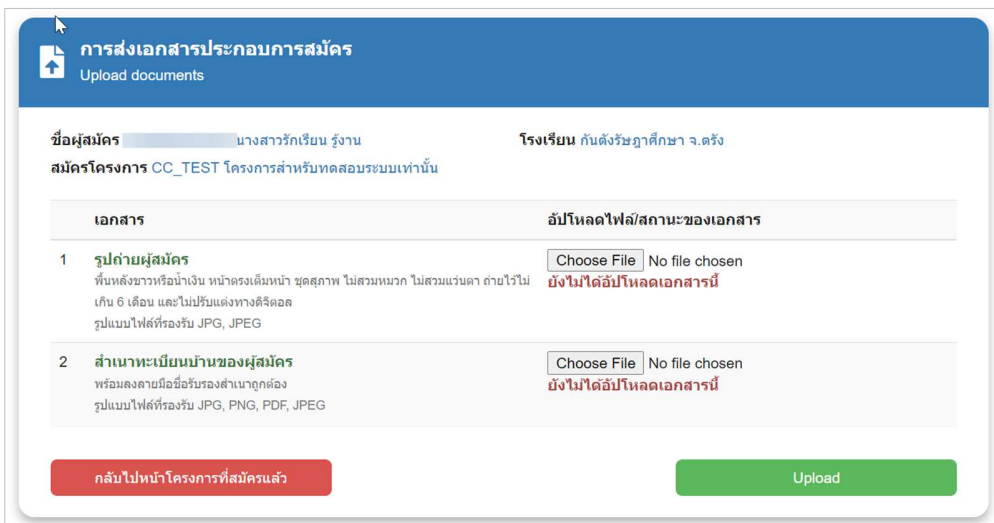 การส่งเอกสารประกอบการสมัคร
Upload documents
ชื่อผู้สมัคร นางสาวรักเรียน รู้งาน โรงเรียน กันตังรัษฎาศึกษา จ.ตรัง
สมัครโครงการ CC_TEST โครงการสำหรับทดสอบระบบเท่านั้น
เอกสาร อัปโหลดไฟล์/สถานะของเอกสาร
1 รูปถ่ายผู้สมัคร Choose File No file chosen
พื้นหลังขาวหรือน้ำเงิน หน้าตรงเต็มหน้า ชุดสุภาพ ไม่สวมหมวก ไม่สวมแว่นตา ถ่ายไว้ไม่ ยังไม่ได้อัปโหลดเอกสารนี้
เกิน 6 เดือน และไม่ปรับแต่งทางดิจิตอล
รูปแบบไฟล์ที่รองรับ JPG, JPEG
2 สำเนาทะเบียนบ้านของผู้สมัคร Choose File No file chosen
พร้อมลงลายมือชื่อรับรองสำเนาถูกต้อง ยังไม่ได้อัปโหลดเอกสารนี้
รูปแบบไฟล์ที่รองรับ JPG, PNG, PDF, JPEG
กลับไปหน้าโครงการที่สมัครแล้ว Upload